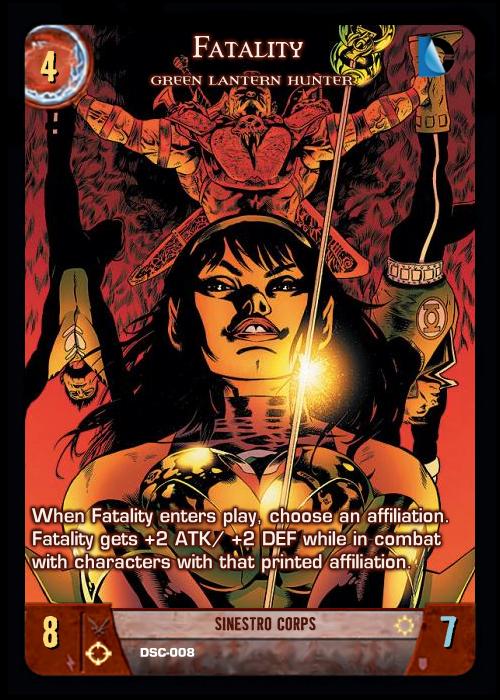 4
FATALITY
GREEN LANTERN HUNTER
When Fatality enters play, choose an affiliation.
Fatality gets +2 ATK/ +2 DEF while in combat
with characters with that printed affiliation.
8
SINESTRO CORPS
7
DSC-008